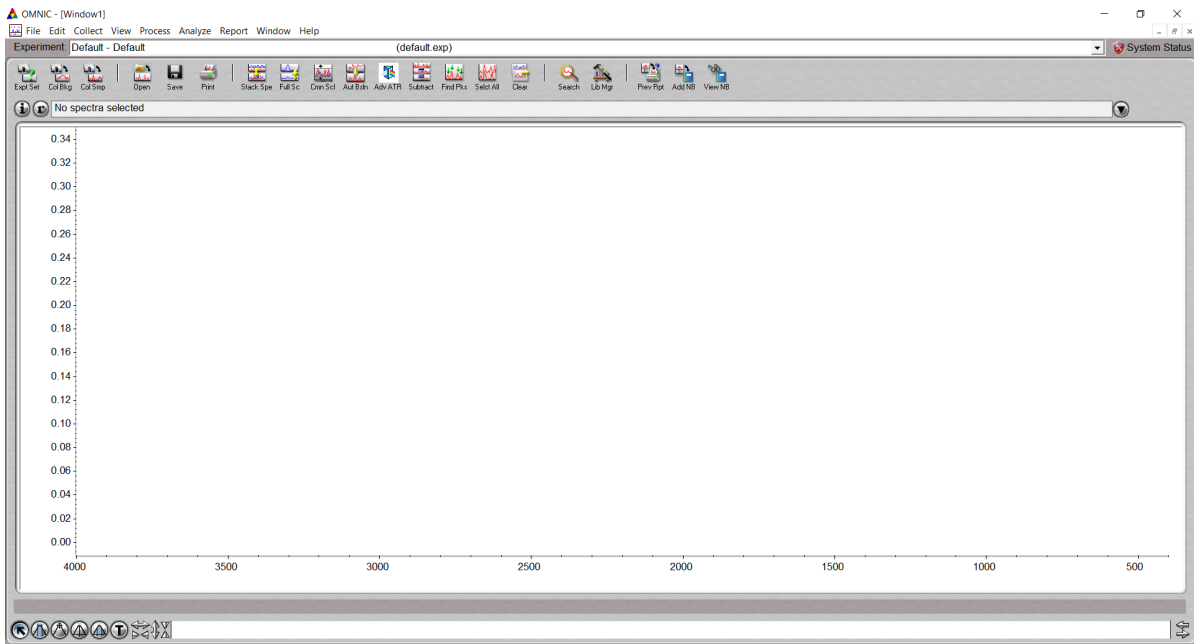 OMNIC - [Window1]
File Edit Collect View Process Analyze Report Window Help
Experiment: Default - Default (default.exp) System Status
Expt Set Col Bkg Col Smp Open Save Print Stack Spe Full Sc Cmn Scl Aut Bsln Adv ATR Subtract Find Pks Selct All Clear Search Lib Mgr Prev Rpt Add NB View NB
i r No spectra selected
0.34
0.32
0.30
0.28
0.26
0.24
0.22
0.20
0.18
0.16
0.14
0.12
0.10
0.08
0.06
0.04
0.02
0.00
4000 3500 3000 2500 2000 1500 1000 500
T